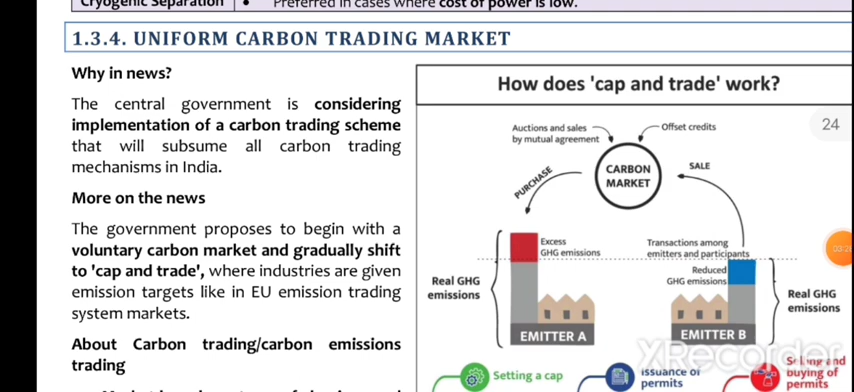 Cryogenic Separation • Preferred in cases where cost of power is low.
1.3.4. UNIFORM CARBON TRADING MARKET
Why in news?
The central government is considering
implementation of a carbon trading scheme
that will subsume all carbon trading
mechanisms in India.
More on the news
The government proposes to begin with a
voluntary carbon market and gradually shift
to 'cap and trade', where industries are given
emission targets like in EU emission trading
system markets.
About Carbon trading/carbon emissions
trading
How does 'cap and trade' work?
24
Auctions and sales
by mutual agreement
Offset credits
CARBON
MARKET
PURCHASE
SALE
Excess
GHG emissions
Transactions among
emitters and participants
Reduced
GHG emissions
Real GHG
emissions
Real GHG
emissions
EMITTER A
EMITTER B
XRecorder
Setting a cap
issuance of
permits
Selling and
buying of
permits